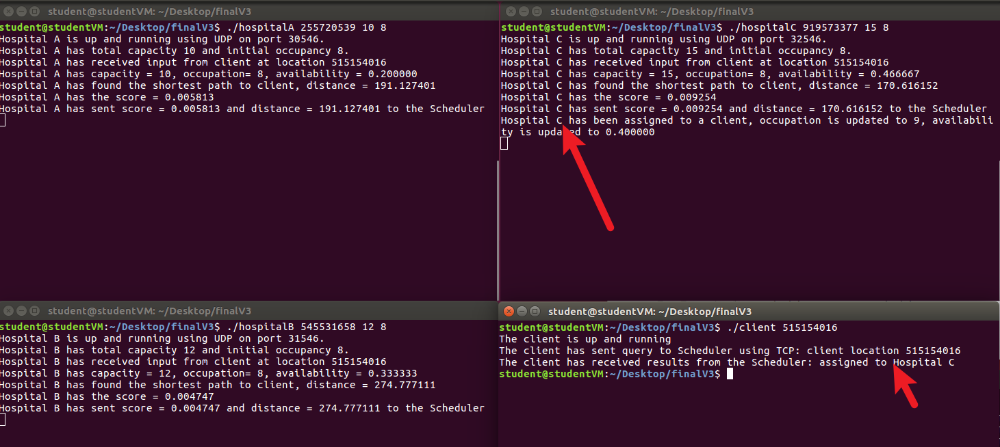 student@studentVM: ~/Desktop/finalV3
student@studentVM:~/Desktop/finalV3$ ./hospitalA 255720539 10 8
Hospital A is up and running using UDP on port 30546.
Hospital A has total capacity 10 and initial occupancy 8.
Hospital A has received input from client at location 515154016
Hospital A has capacity = 10, occupation= 8, availability = 0.200000
Hospital A has found the shortest path to client, distance = 191.127401
Hospital A has the score = 0.005813
Hospital A has sent score = 0.005813 and distance = 191.127401 to the Scheduler
student@studentVM: ~/Desktop/finalV3
student@studentVM:~/Desktop/finalV3$ ./hospitalC 919573377 15 8
Hospital C is up and running using UDP on port 32546.
Hospital C has total capacity 15 and initial occupancy 8.
Hospital C has received input from client at location 515154016
Hospital C has capacity = 15, occupation= 8, availability = 0.466667
Hospital C has found the shortest path to client, distance = 170.616152
Hospital C has the score = 0.009254
Hospital C has sent score = 0.009254 and distance = 170.616152 to the Scheduler
Hospital C has been assigned to a client, occupation is updated to 9, availabili
ty is updated to 0.400000
student@studentVM: ~/Desktop/finalV3
student@studentVM:~/Desktop/finalV3$ ./hospitalB 545531658 12 8
Hospital B is up and running using UDP on port 31546.
Hospital B has total capacity 12 and initial occupancy 8.
Hospital B has received input from client at location 515154016
Hospital B has capacity = 12, occupation= 8, availability = 0.333333
Hospital B has found the shortest path to client, distance = 274.777111
Hospital B has the score = 0.004747
Hospital B has sent score = 0.004747 and distance = 274.777111 to the Scheduler
student@studentVM: ~/Desktop/finalV3
student@studentVM:~/Desktop/finalV3$ ./client 515154016
The client is up and running
The client has sent query to Scheduler using TCP: client location 515154016
The client has received results from the Scheduler: assigned to Hospital C
student@studentVM:~/Desktop/finalV3$